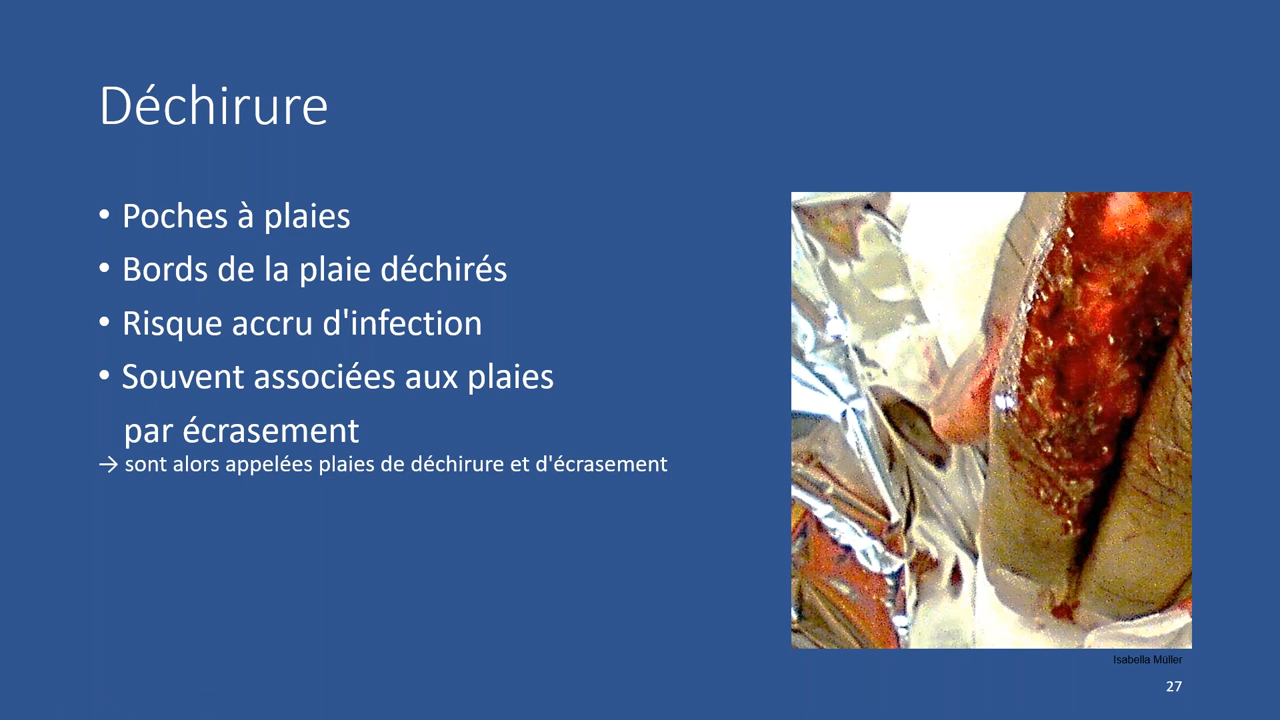 Déchirure
• Poches à plaies
• Bords de la plaie déchirés
• Risque accru d'infection
• Souvent associées aux plaies
par écrasement
→ sont alors appelées plaies de déchirure et d'écrasement
Isabella Müller
27